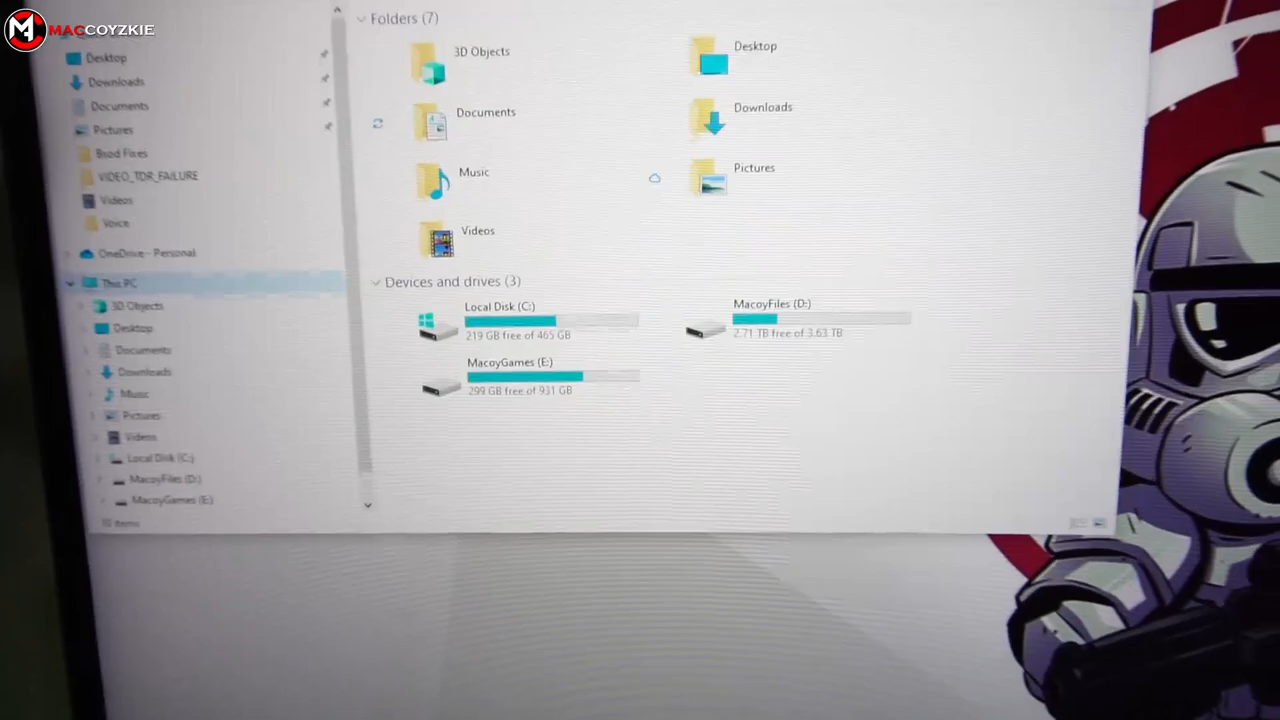 MACCOYZKIE
Desktop
Downloads
Documents
Pictures
Bsod Fixes
VIDEO_TDR_FAILURE
Videos
Voice
OneDrive - Personal
This PC
3D Objects
Desktop
Documents
Downloads
Music
Pictures
Videos
Local Disk (C:)
MacoyFiles (D:)
MacoyGames (E:)
10 items
Folders (7)
3D Objects
Desktop
Documents
Downloads
Music
Pictures
Videos
Devices and drives (3)
Local Disk (C:)
219 GB free of 465 GB
MacoyFiles (D:)
2.71 TB free of 3.63 TB
MacoyGames (E:)
299 GB free of 931 GB